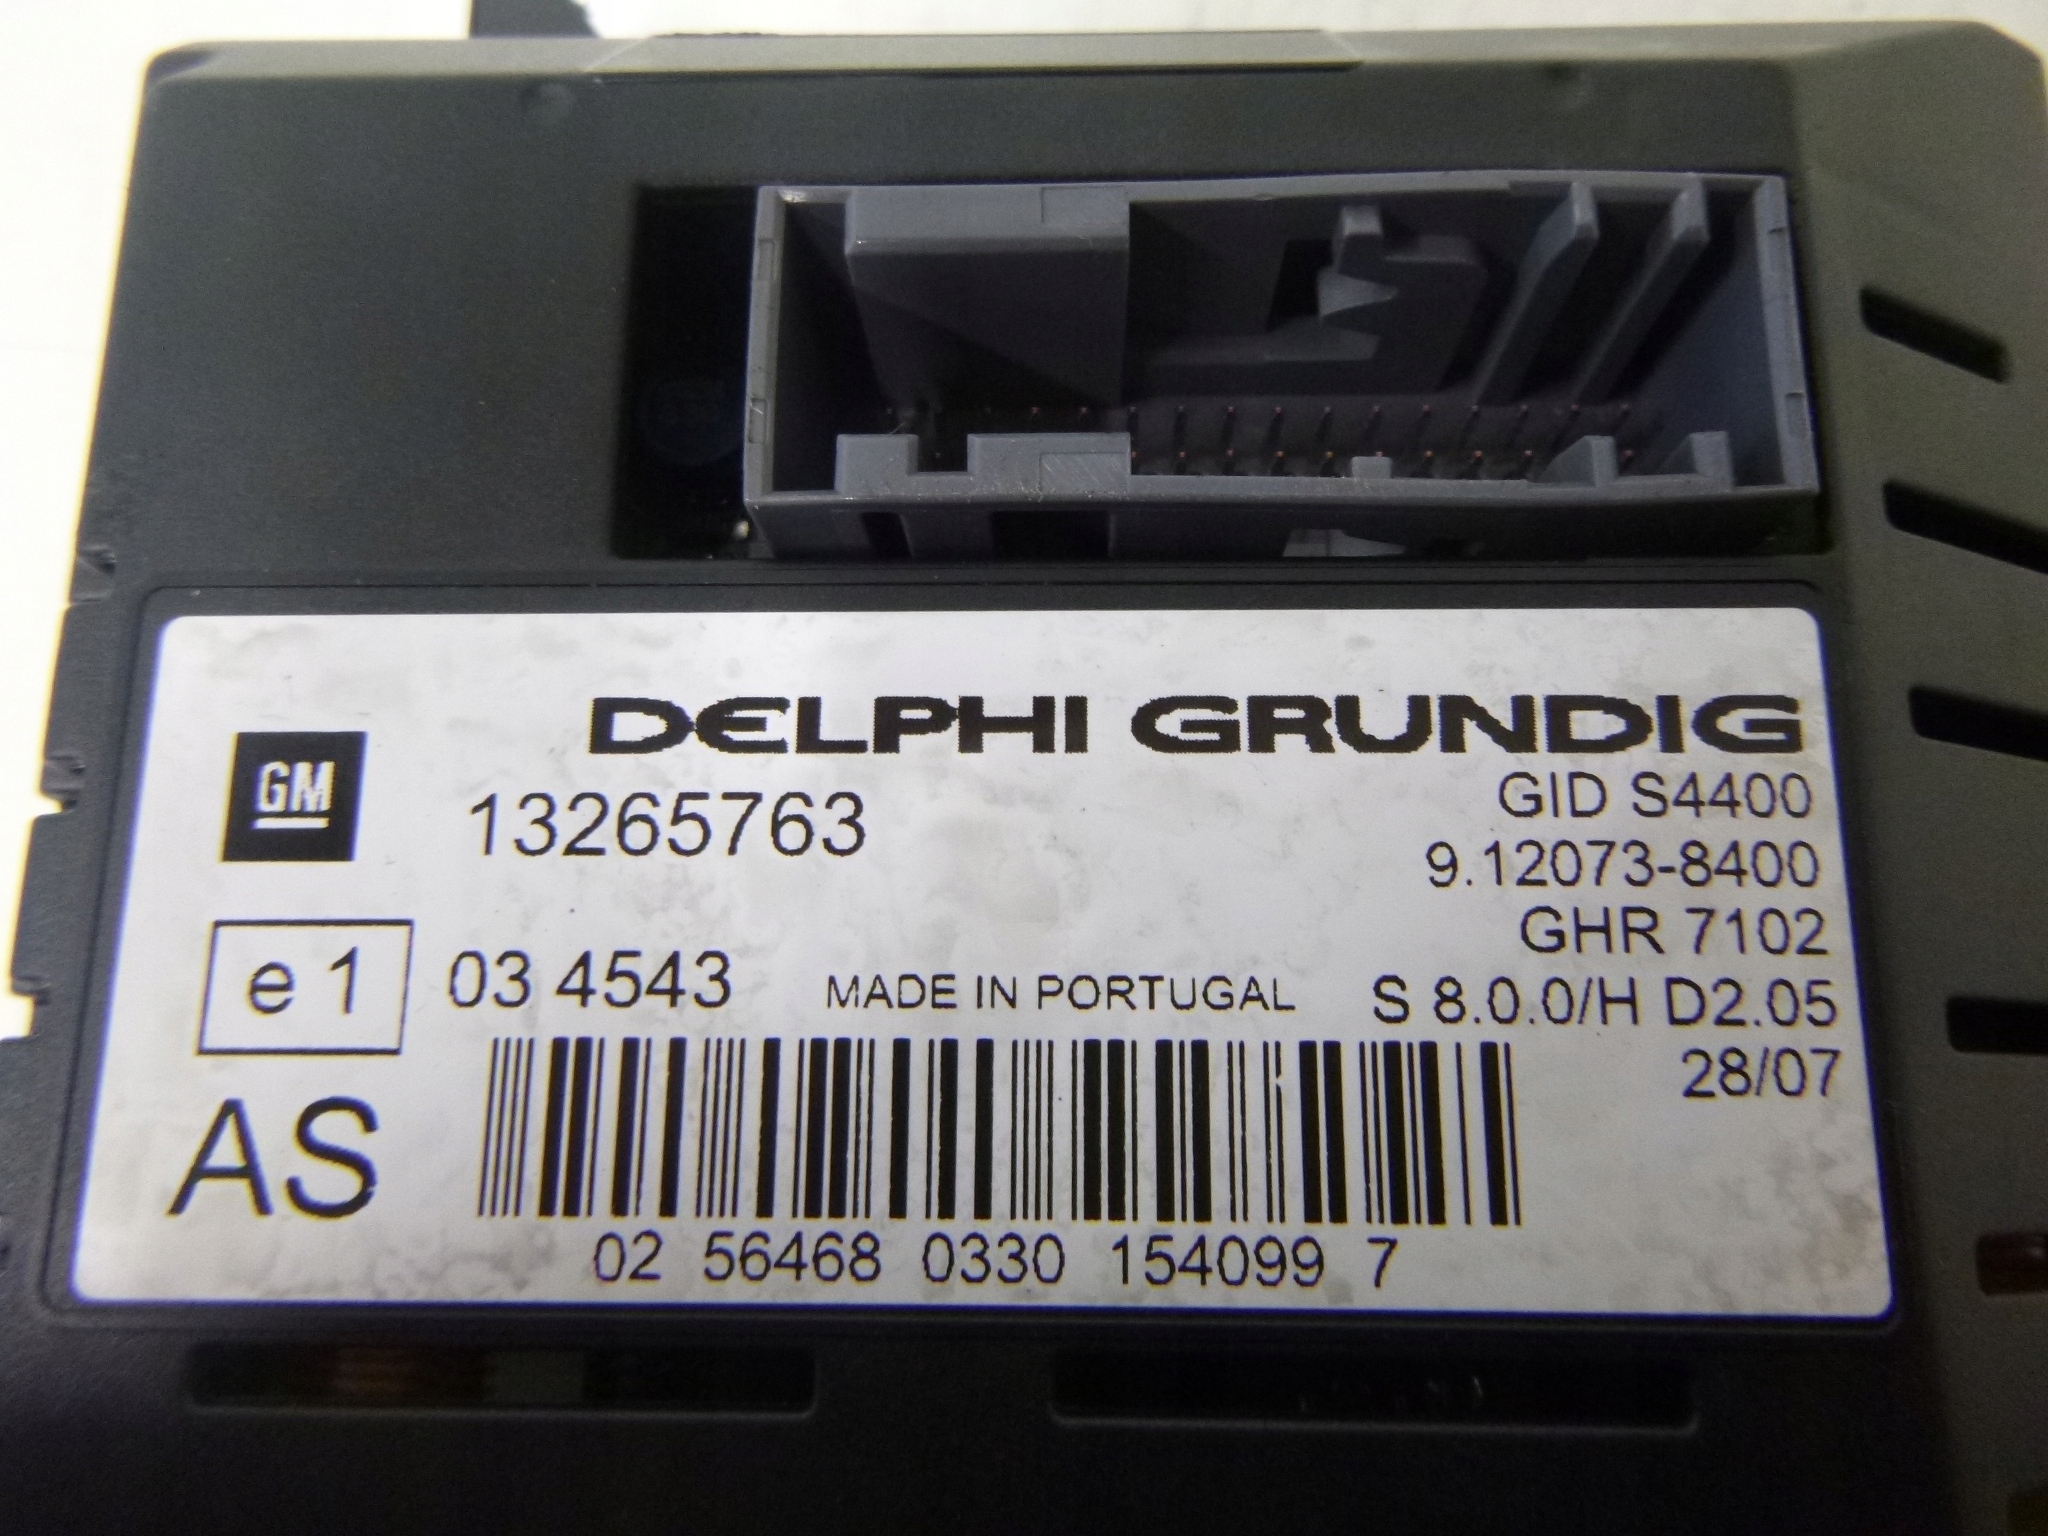 DELPHI GRUNDIG
GM
13265763
GID S4400
9.12073-8400
GHR 7102
e1
03 4543
MADE IN PORTUGAL
S 8.0.0/H D2.05
28/07
AS
02 56468 0330 154099 7